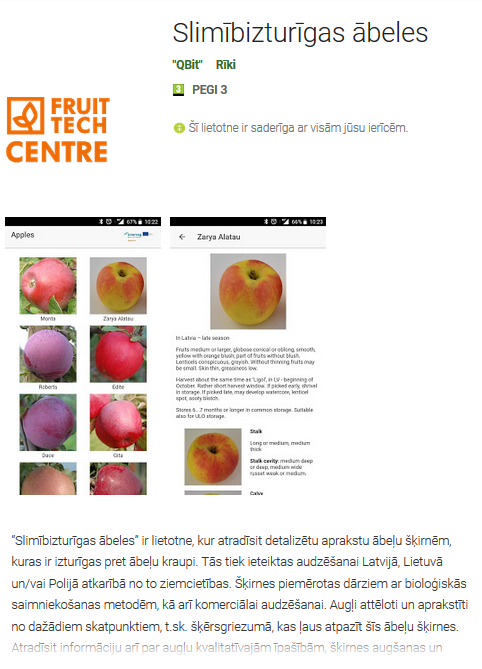 Slimībizturīgas ābeles
"QBit" Rīki
3 PEGI 3
Šī lietotne ir saderīga ar visām jūsu ierīcēm.
FRUIT
TECH
CENTRE
67% 10:22
Apples
Monta
Zarya Alatau
Roberta
Edite
Dace
Gita
66% 10:23
Zarya Alatau
In Latvia – late season
Fruits medium or larger, globose conical or oblong, smooth,
yellow with orange blush, part of fruits without blush.
Lenticels conspicuous, greyish. Without thinning fruits may
be small. Skin thin, greasiness low.
Harvest about the same time as 'Ligol', in LV - beginning of
October. Rather short harvest window. If picked early, shrivel
in storage. If picked late, may develop watercore, lenticel
spot, sooty blotch.
Stores 6...7 months or longer in common storage. Suitable
also for ULO storage.
Stalk
Long or medium, medium
thick
Stalk cavity: medium deep
or deep, medium wide
russet weak or medium.
Calyx
"Slimībizturīgas ābeles" ir lietotne, kur atradīsit detalizētu aprakstu ābeļu šķirnēm,
kuras ir izturīgas pret ābeļu kraupi. Tās tiek ieteiktas audzēšanai Latvijā, Lietuvā
un/vai Polijā atkarībā no to ziemcietības. Šķirnes piemērotas dārziem ar bioloģiskās
saimniekošanas metodēm, kā arī komerciālai audzēšanai. Augļi attēloti un aprakstīti
no dažādiem skatpunktiem, t.sk. šķērsgriezumā, kas ļaus atpazīt šīs ābeļu šķirnes.
Atradīsit informāciju arī par augļu kvalitatīvajām īpašībām, šķirnes augšanas un